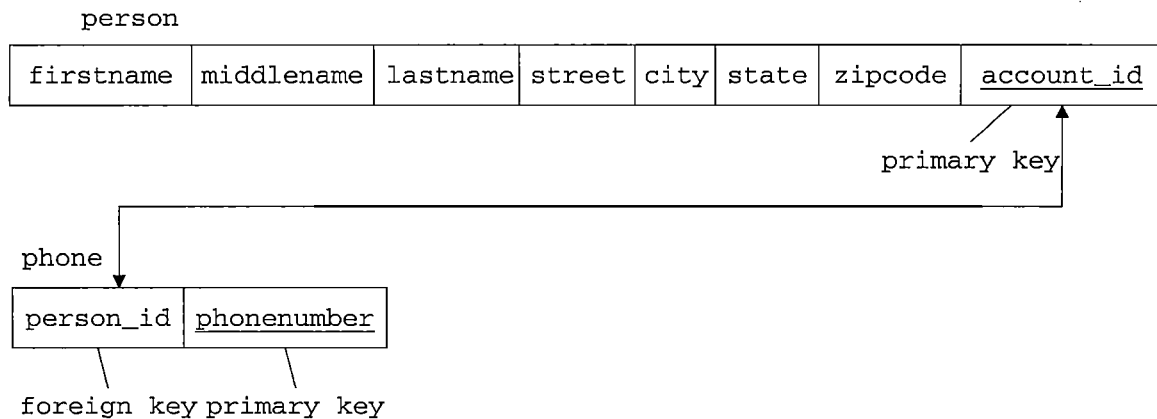 person
firstname middlename lastname street city state zipcode account_id
primary key
phone
person_id phonenumber
foreign key primary key